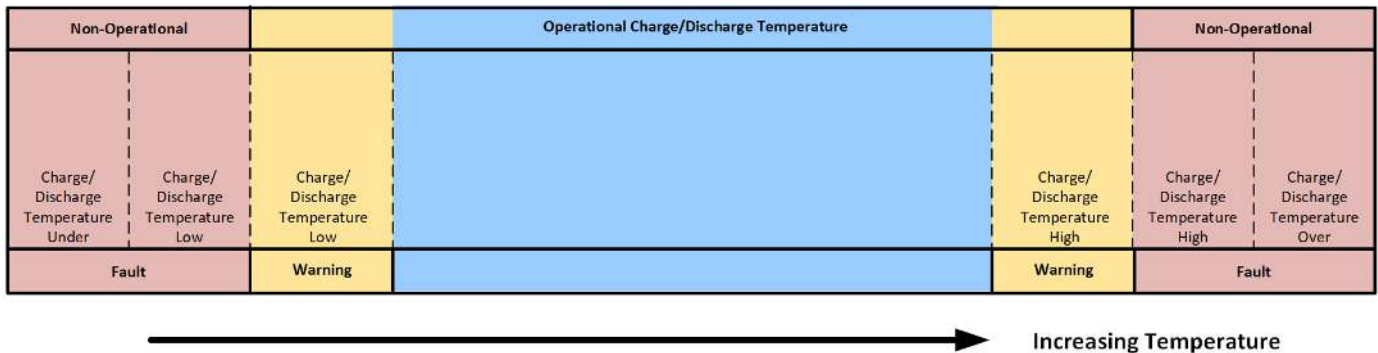 Non-Operational
Operational Charge/Discharge Temperature
Non-Operational
Charge/
Discharge
Temperature
Under
Charge/
Discharge
Temperature
Low
Charge/
Discharge
Temperature
Low
Charge/
Discharge
Temperature
High
Charge/
Discharge
Temperature
High
Charge/
Discharge
Temperature
Over
Fault
Warning
Warning
Fault
Increasing Temperature